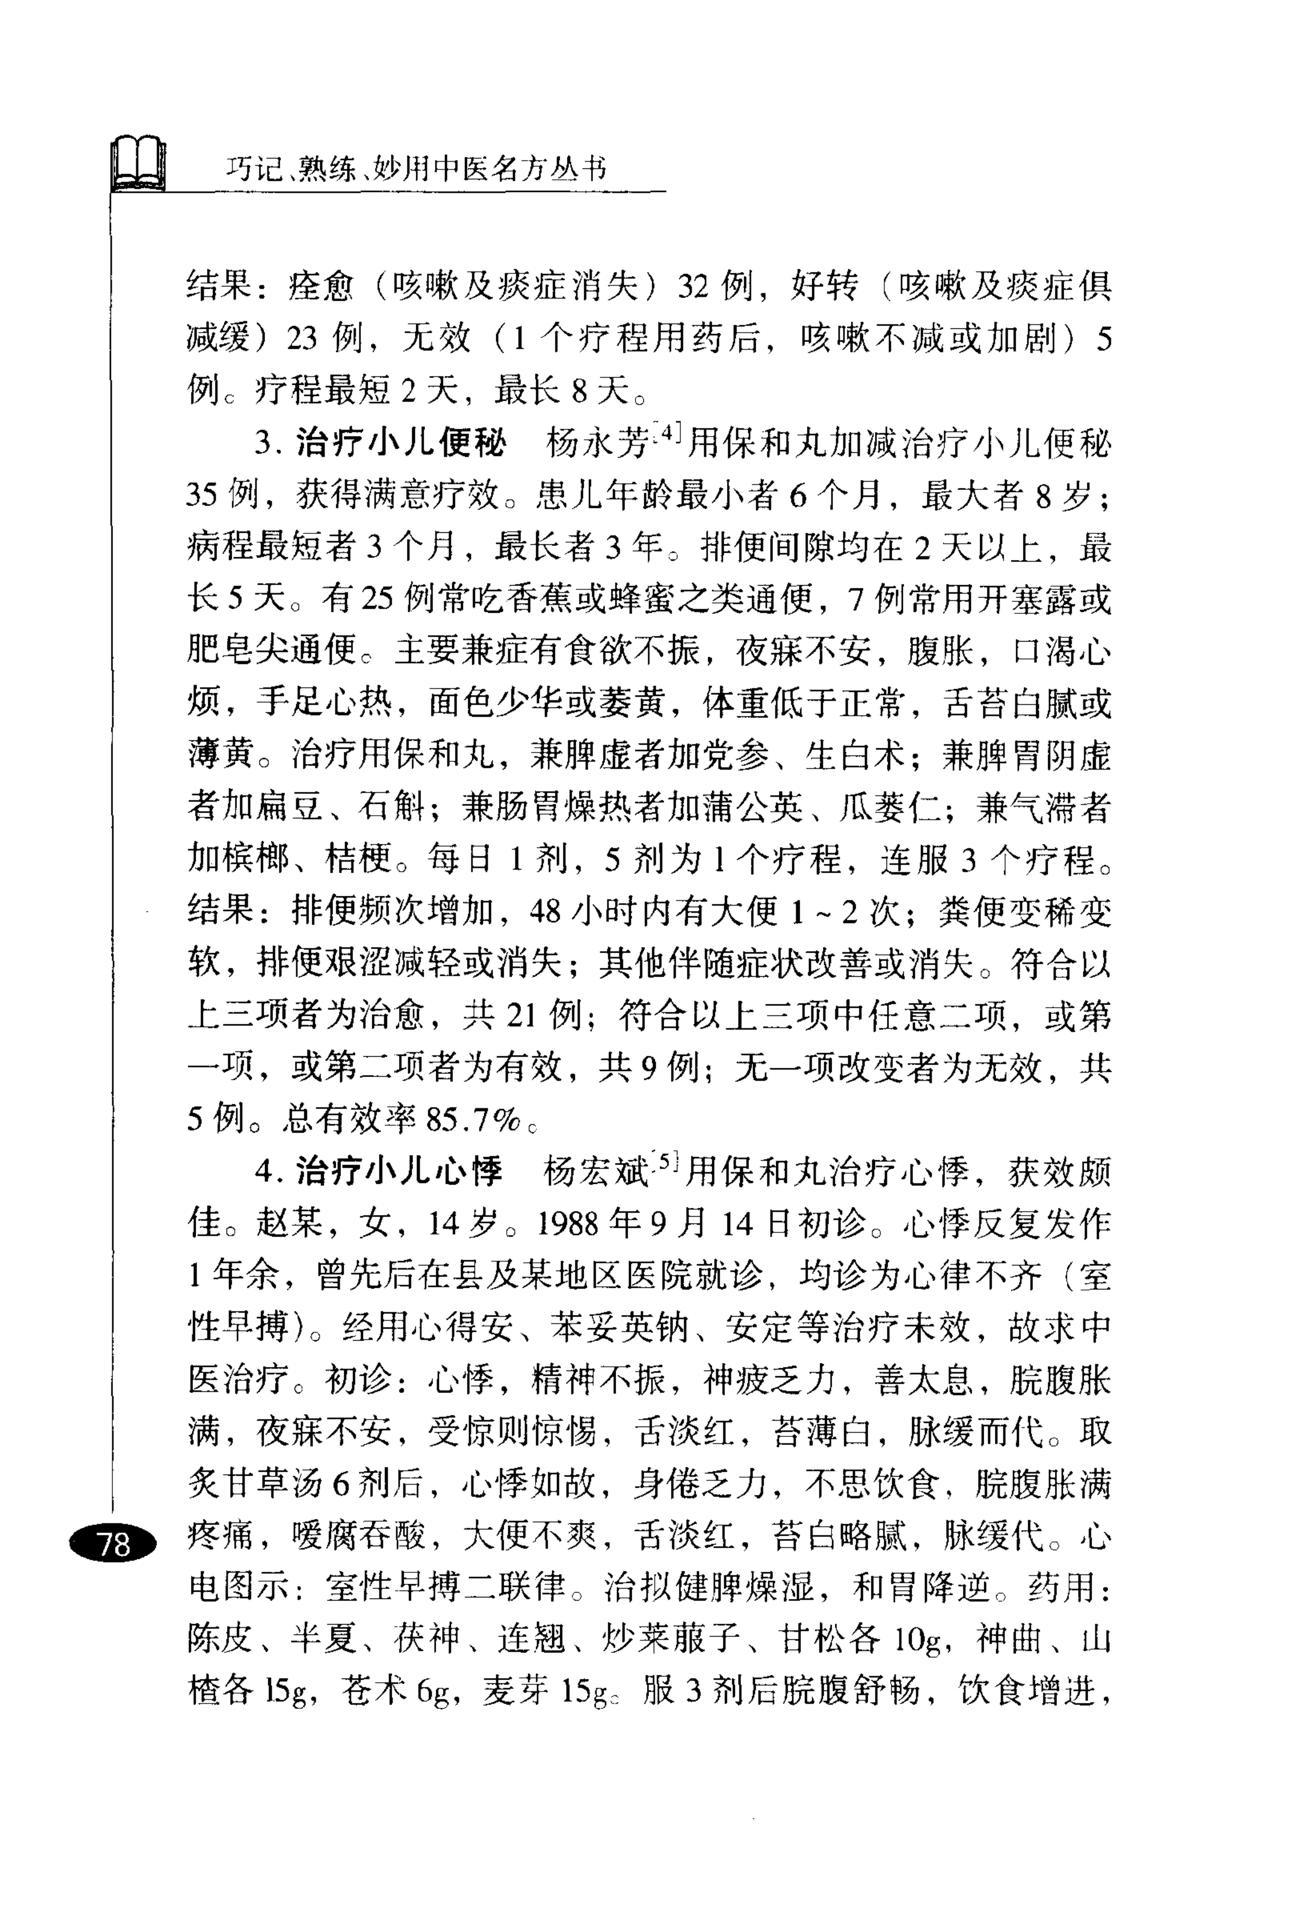 巧记、熟练、妙用中医名方丛书
结果：痊愈（咳嗽及痰症消失）32 例，好转（咳嗽及痰症俱
减缓）23 例，无效（1 个疗程用药后，咳嗽不减或加剧）5
例。疗程最短 2 天，最长 8 天。
3. 治疗小儿便秘　杨永芳[4]用保和丸加减治疗小儿便秘
35 例，获得满意疗效。患儿年龄最小者 6 个月，最大者 8 岁；
病程最短者 3 个月，最长者 3 年。排便间隙均在 2 天以上，最
长 5 天。有 25 例常吃香蕉或蜂蜜之类通便，7 例常用开塞露或
肥皂尖通便。主要兼症有食欲不振，夜寐不安，腹胀，口渴心
烦，手足心热，面色少华或萎黄，体重低于正常，舌苔白腻或
薄黄。治疗用保和丸，兼脾虚者加党参、生白术；兼脾胃阴虚
者加扁豆、石斛；兼肠胃燥热者加蒲公英、瓜蒌仁；兼气滞者
加槟榔、桔梗。每日 1 剂，5 剂为 1 个疗程，连服 3 个疗程。
结果：排便频次增加，48 小时内有大便 1～2 次；粪便变稀变
软，排便艰涩减轻或消失；其他伴随症状改善或消失。符合以
上三项者为治愈，共 21 例；符合以上三项中任意二项，或第
一项，或第二项者为有效，共 9 例；无一项改变者为无效，共
5 例。总有效率 85.7%。
4. 治疗小儿心悸　杨宏斌[5]用保和丸治疗心悸，获效颇
佳。赵某，女，14 岁。1988 年 9 月 14 日初诊。心悸反复发作
1 年余，曾先后在县及某地区医院就诊，均诊为心律不齐（室
性早搏）。经用心得安、苯妥英钠、安定等治疗未效，故求中
医治疗。初诊：心悸，精神不振，神疲乏力，善太息，脘腹胀
满，夜寐不安，受惊则惊惕，舌淡红，苔薄白，脉缓而代。取
炙甘草汤 6 剂后，心悸如故，身倦乏力，不思饮食，脘腹胀满
疼痛，嗳腐吞酸，大便不爽，舌淡红，苔白略腻，脉缓代。心
电图示：室性早搏二联律。治拟健脾燥湿，和胃降逆。药用：
陈皮、半夏、茯神、连翘、炒莱菔子、甘松各 10g，神曲、山
楂各 15g，苍术 6g，麦芽 15g。服 3 剂后脘腹舒畅，饮食增进，
78